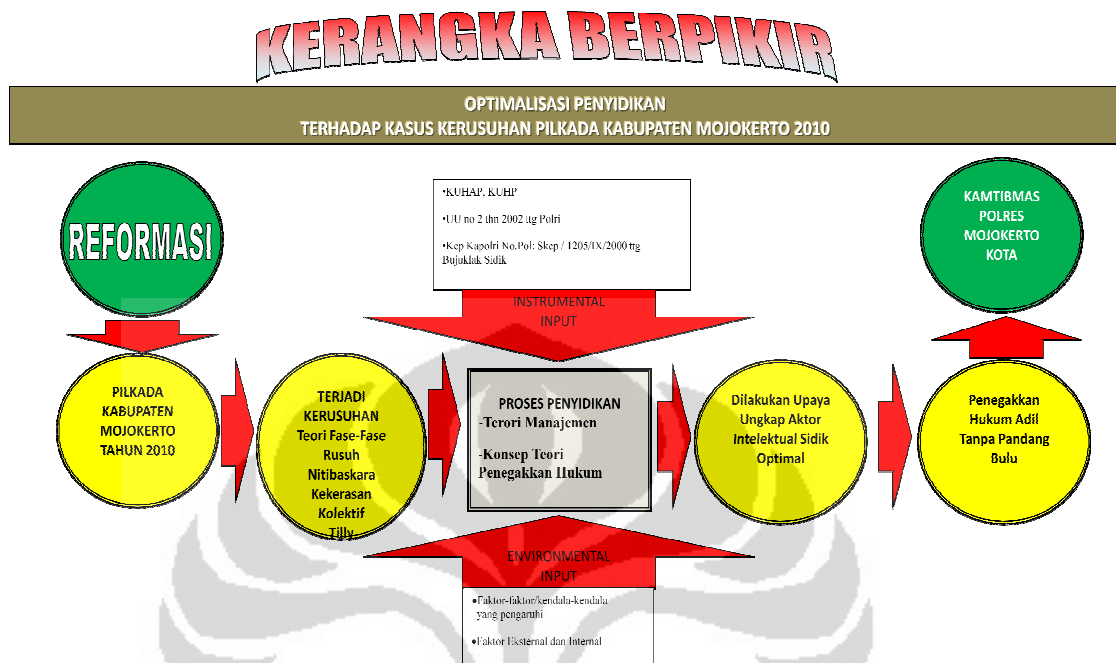 KERANGKA BERPIKIR
OPTIMALISASI PENYIDIKAN
TERHADAP KASUS KERUSUHAN PILKADA KABUPATEN MOJOKERTO 2010
REFORMASI
•KUHAP, KUHP
•UU no 2 thn 2002 ttg Polri
•Kep Kapolri No.Pol: Skep / 1205/IX/2000 ttg
Bujuklak Sidik
KAMTIBMAS
POLRES
MOJOKERTO
KOTA
INSTRUMENTAL
INPUT
PILKADA
KABUPATEN
MOJOKERTO
TAHUN 2010
TERJADI
KERUSUHAN
Teori Fase-Fase
Rusuh
Nitibaskara
Kekerasan
Kolektif
Tilly
PROSES PENYIDIKAN
-Terori Manajemen
-Konsep Teori
Penegakkan Hukum
Dilakukan Upaya
Ungkap Aktor
Intelektual Sidik
Optimal
Penegakkan
Hukum Adil
Tanpa Pandang
Bulu
ENVIRONMENTAL
INPUT
•Faktor-faktor/kendala-kendala
yang pengaruhi
•Faktor Eksternal dan Internal